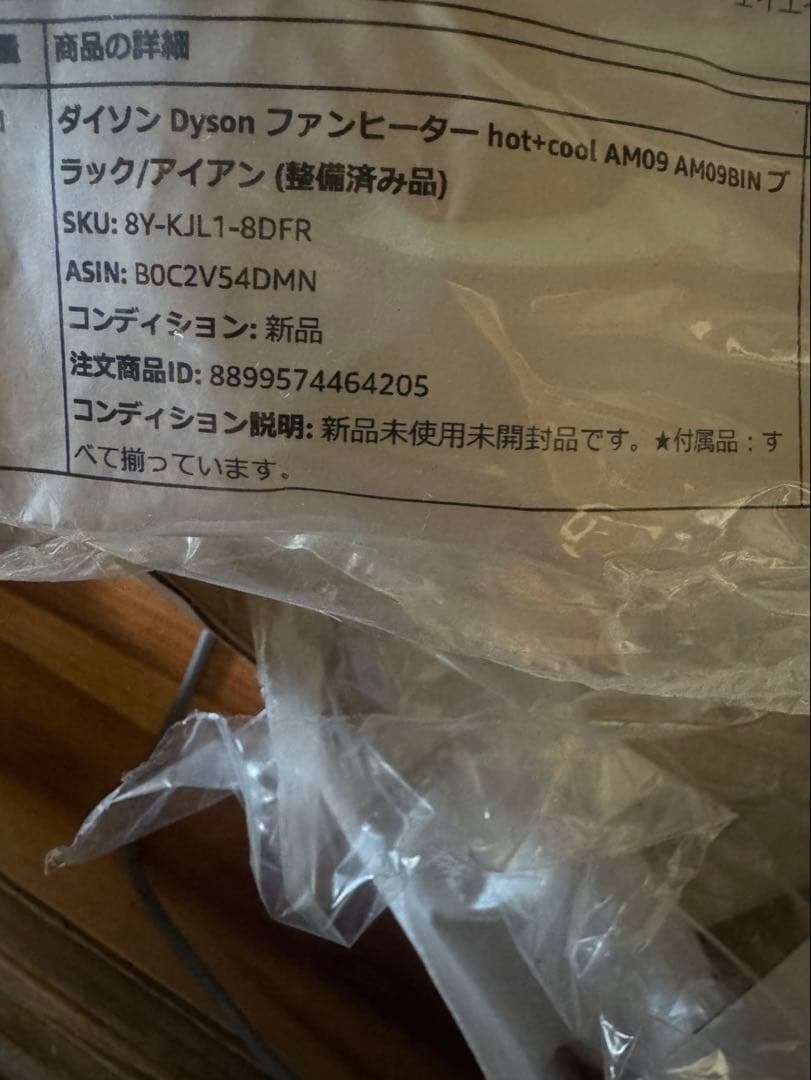 量 商品の詳細
ダイソン Dyson ファンヒーター hot+cool AM09 AM09BIN ブ
ラック/アイアン (整備済み品)
SKU: 8Y-KJL1-8DFR
ASIN: B0C2V54DMN
コンディション: 新品
注文商品ID: 8899574464205
コンディション説明: 新品未使用未開封品です。★付属品：す
べて揃っています。